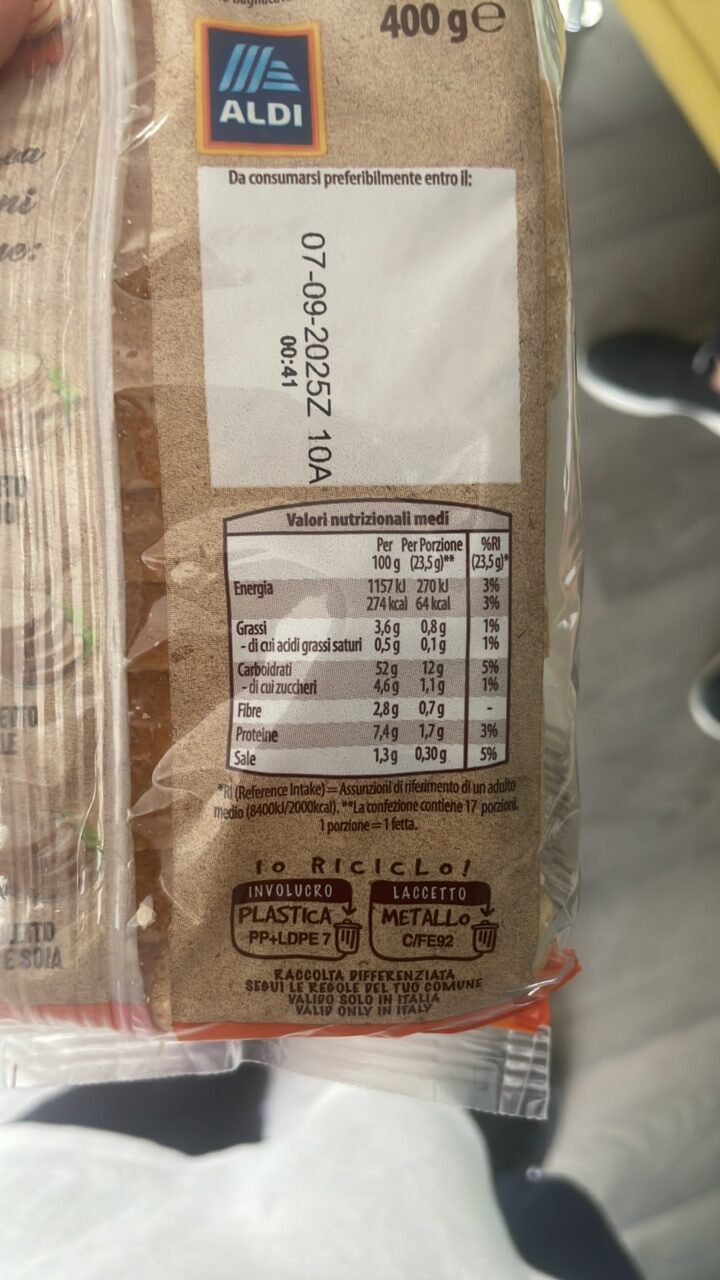 400 g℮
ALDI
Da consumarsi preferibilmente entro il:
07-09-2025Z 10A
00:41
Valori nutrizionali medi
Per 100 g Per Porzione (23,5 g)** %RI (23,5 g)*
Energia 1157 kJ 270 kJ 3%
274 kcal 64 kcal 3%
Grassi 3,6 g 0,8 g 1%
- di cui acidi grassi saturi 0,5 g 0,1 g 1%
Carboidrati 52 g 12 g 5%
- di cui zuccheri 4,6 g 1,1 g 1%
Fibre 2,8 g 0,7 g -
Proteine 7,4 g 1,7 g 3%
Sale 1,3 g 0,30 g 5%
*RI (Reference Intake) = Assunzioni di riferimento di un adulto
medio (8400kJ/2000kcal). **La confezione contiene 17 porzioni.
1 porzione = 1 fetta.
IO RICICLO!
INVOLUCRO
PLASTICA
PP+LDPE 7
LACCETTO
METALLO
C/FE92
RACCOLTA DIFFERENZIATA
SEGUI LE REGOLE DEL TUO COMUNE
VALIDO SOLO IN ITALIA
VALID ONLY IN ITALY
E SOIA